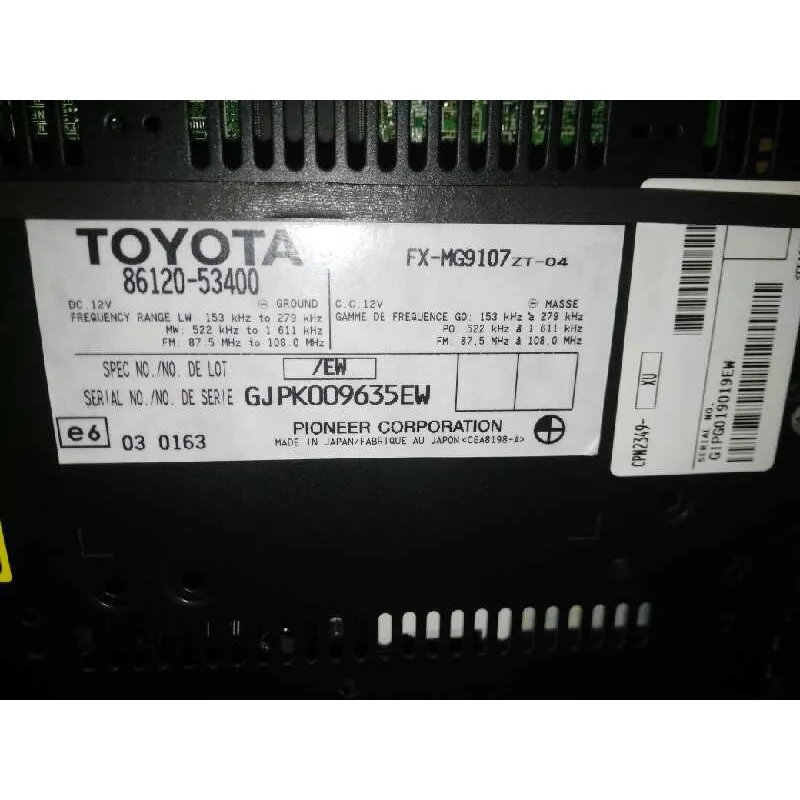 TOYOTA
86120-53400
FX-MG9107ZT-04
DC. 12V ⊖ GROUND
FREQUENCY RANGE LW 153 kHz to 279 kHz
MW: 522 kHz to 1 611 kHz
FM: 87.5 MHz to 108.0 MHz
C.C. 12V ⊖ MASSE
GAMME DE FREQUENCE GO: 153 kHz à 279 kHz
PO 522 kHz à 1 611 kHz
FM: 87.5 MHz à 108.0 MHz
SPEC NO./NO. DE LOT /EW
SERIAL NO./NO. DE SERIE GJPK009635EW
e6 03 0163
PIONEER CORPORATION
MADE IN JAPAN/FABRIQUE AU JAPON <CEA8198-A>
CPN2349- XU
SERIAL NO.
GIPG019019EW